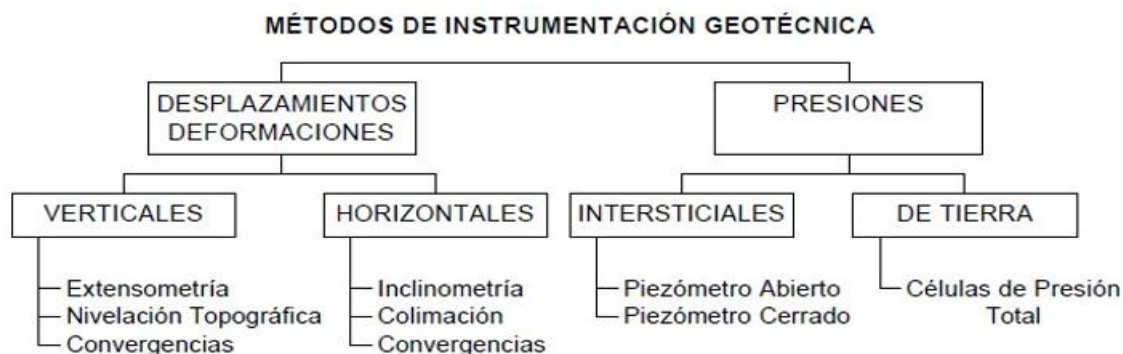 MÉTODOS DE INSTRUMENTACIÓN GEOTÉCNICA
DESPLAZAMIENTOS
DEFORMACIONES
PRESIONES
VERTICALES
HORIZONTALES
INTERSTICIALES
DE TIERRA
Extensometría
Nivelación Topográfica
Convergencias
Inclinometría
Colimación
Convergencias
Piezómetro Abierto
Piezómetro Cerrado
Células de Presión
Total